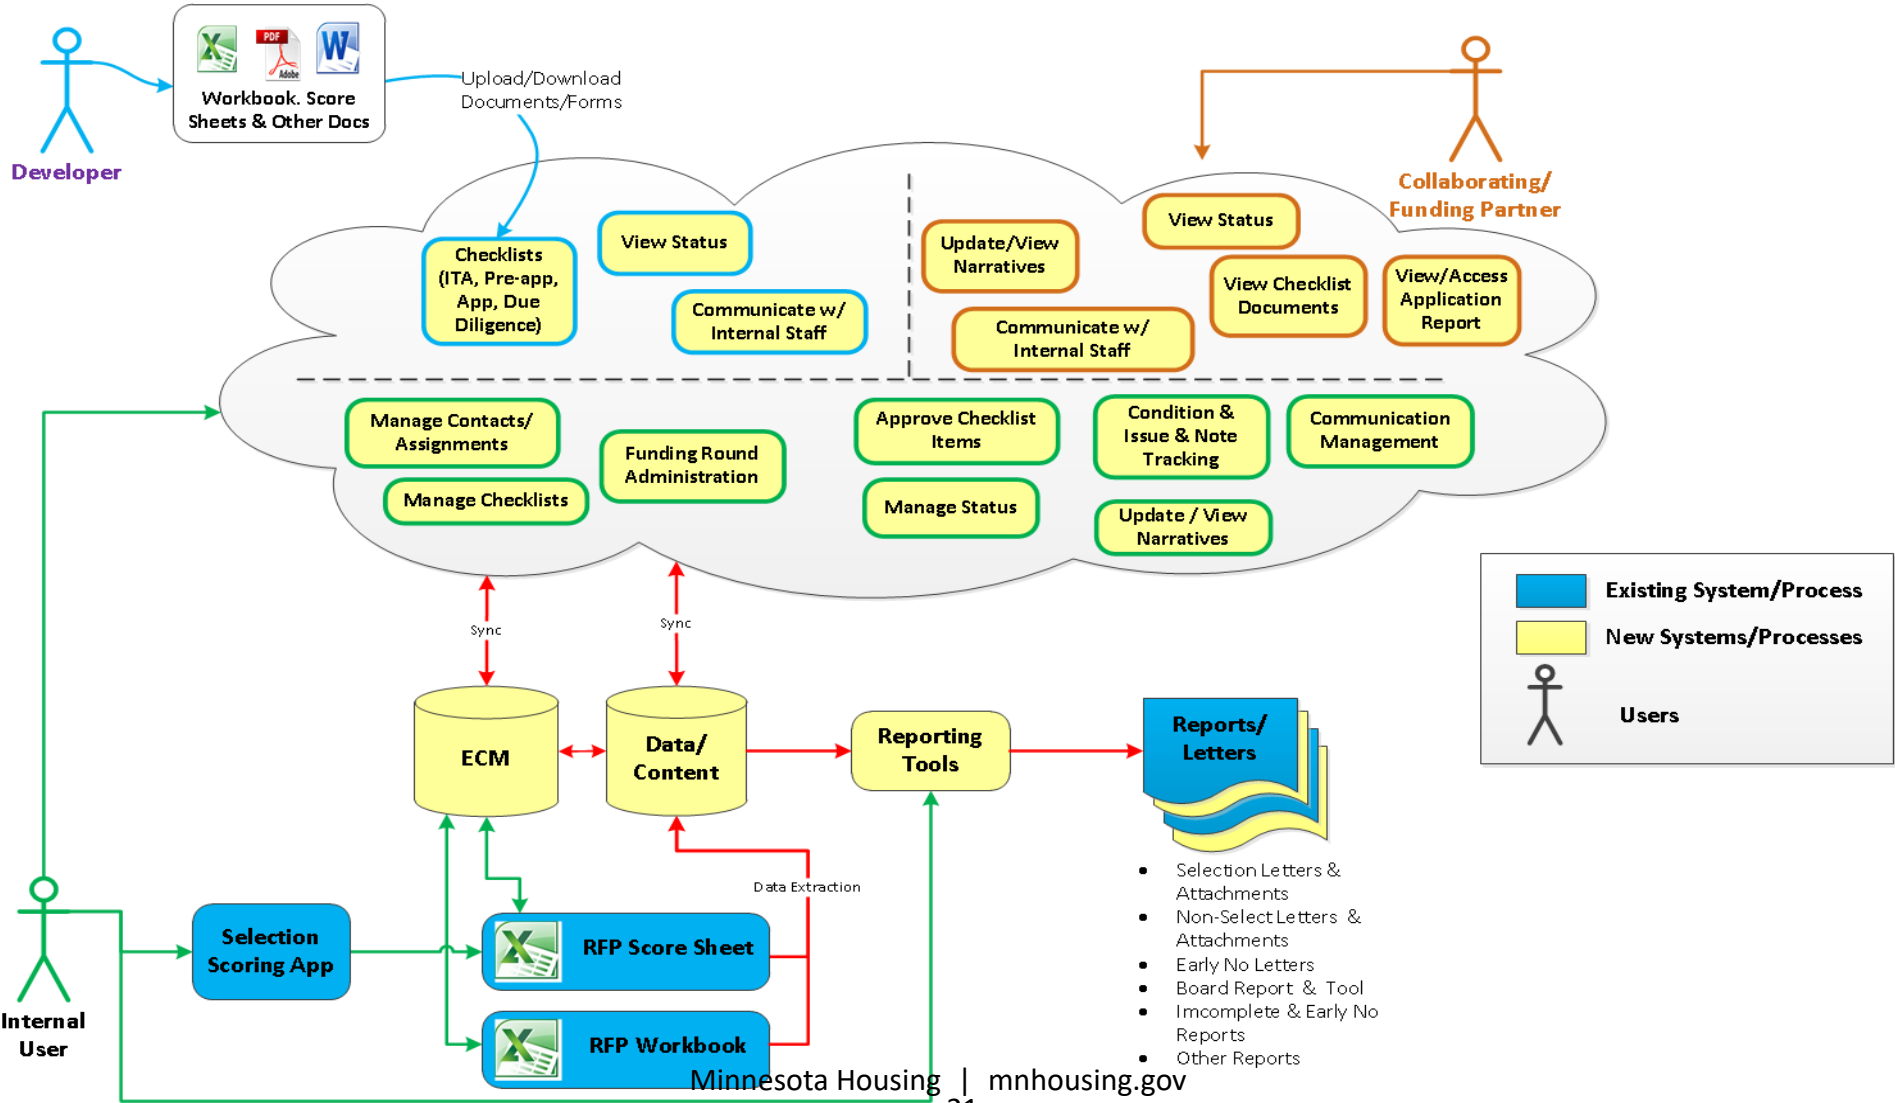 PDF
Adobe
Workbook. Score
Sheets & Other Docs
Developer
Upload/Download
Documents/Forms
Collaborating/
Funding Partner
Checklists
(ITA, Pre-app,
App, Due
Diligence)
View Status
Communicate w/
Internal Staff
Update/View
Narratives
View Status
View Checklist
Documents
View/Access
Application
Report
Communicate w/
Internal Staff
Manage Contacts/
Assignments
Manage Checklists
Funding Round
Administration
Approve Checklist
Items
Manage Status
Condition &
Issue & Note
Tracking
Update / View
Narratives
Communication
Management
Existing System/Process
New Systems/Processes
Users
Sync
Sync
ECM
Data/
Content
Reporting
Tools
Reports/
Letters
Data Extraction
Internal
User
Selection
Scoring App
RFP Score Sheet
RFP Workbook
• Selection Letters &
Attachments
• Non-Select Letters &
Attachments
• Early No Letters
• Board Report & Tool
• Imcomplete & Early No
Reports
• Other Reports
Minnesota Housing | mnhousing.gov